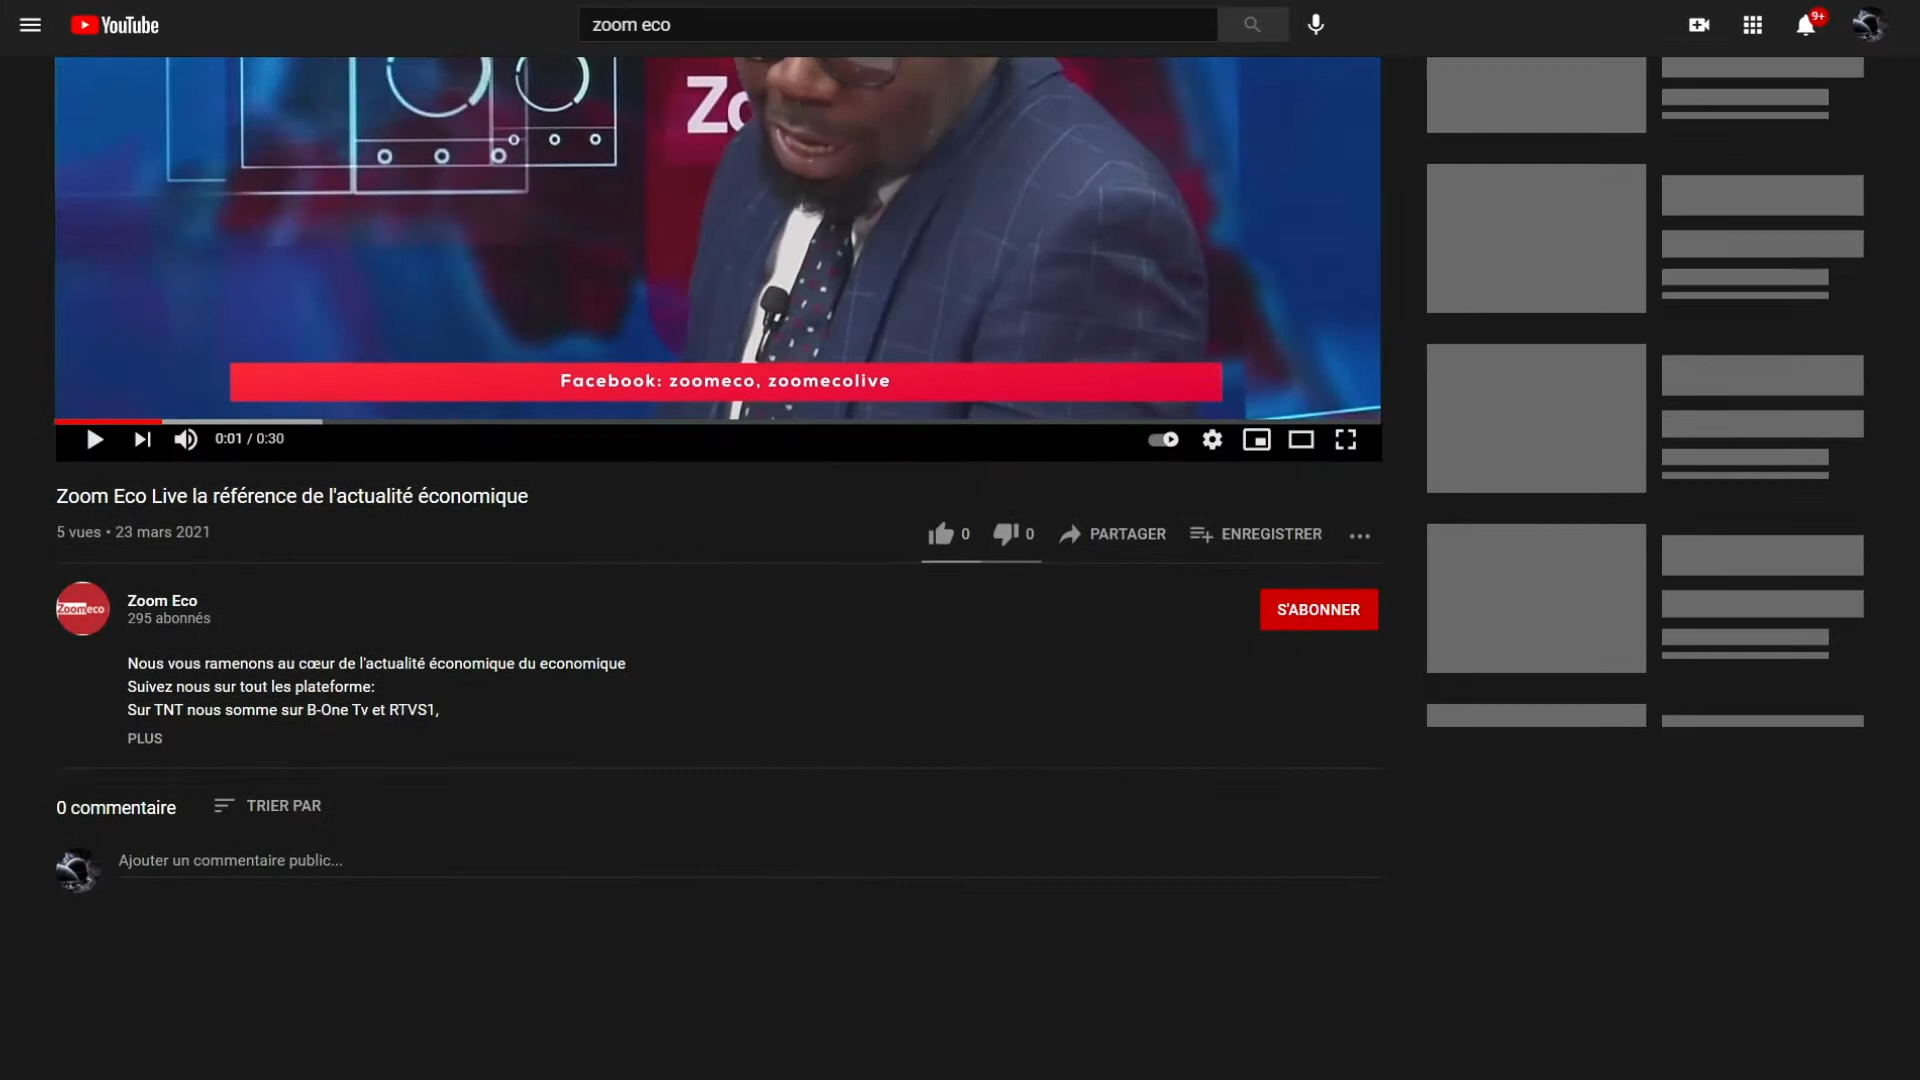 YouTube
zoom eco
9+
Zo
Facebook: zoomeco, zoomecolive
0:01 / 0:30
Zoom Eco Live la référence de l'actualité économique
5 vues • 23 mars 2021
0
0
PARTAGER
ENREGISTRER
Zoomeco
Zoom Eco
295 abonnés
S'ABONNER
Nous vous ramenons au cœur de l'actualité économique du economique
Suivez nous sur tout les plateforme:
Sur TNT nous somme sur B-One Tv et RTVS1,
PLUS
0 commentaire
TRIER PAR
Ajouter un commentaire public...